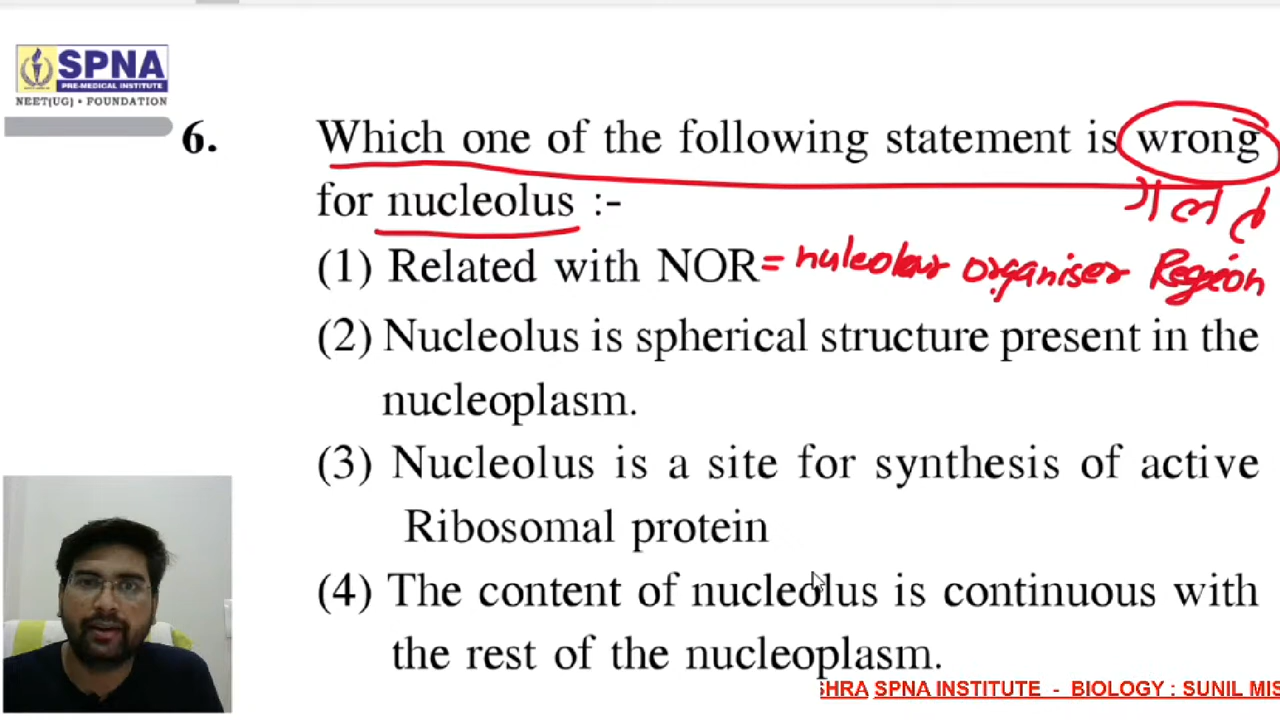 SPNA
PRE-MEDICAL INSTITUTE
NEET(UG) • FOUNDATION
6. Which one of the following statement is wrong
गलत
for nucleolus :-
(1) Related with NOR = nuleolar organiser Region
(2) Nucleolus is spherical structure present in the
nucleoplasm.
(3) Nucleolus is a site for synthesis of active
Ribosomal protein
(4) The content of nucleolus is continuous with
the rest of the nucleoplasm.
SHRA SPNA INSTITUTE - BIOLOGY : SUNIL MIS